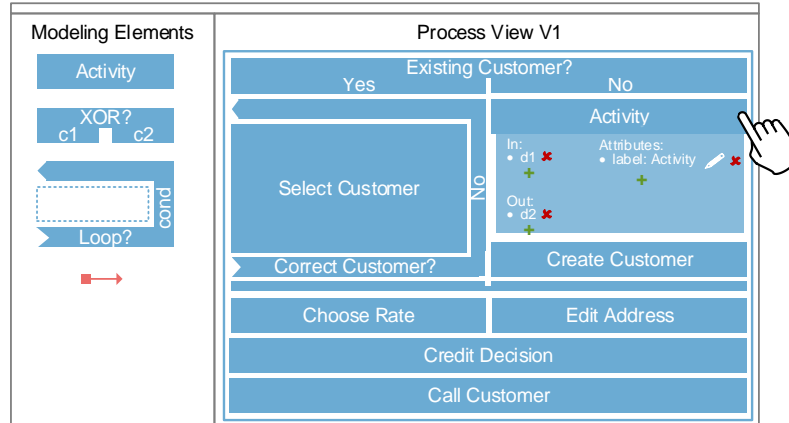 Modeling Elements
Activity
XOR?
c1 c2
cond
Loop?
Process View V1
Existing Customer?
Yes No
Select Customer
No
Correct Customer?
Activity
In:
• d1
Out:
• d2
Attributes:
• label: Activity
Create Customer
Choose Rate
Edit Address
Credit Decision
Call Customer